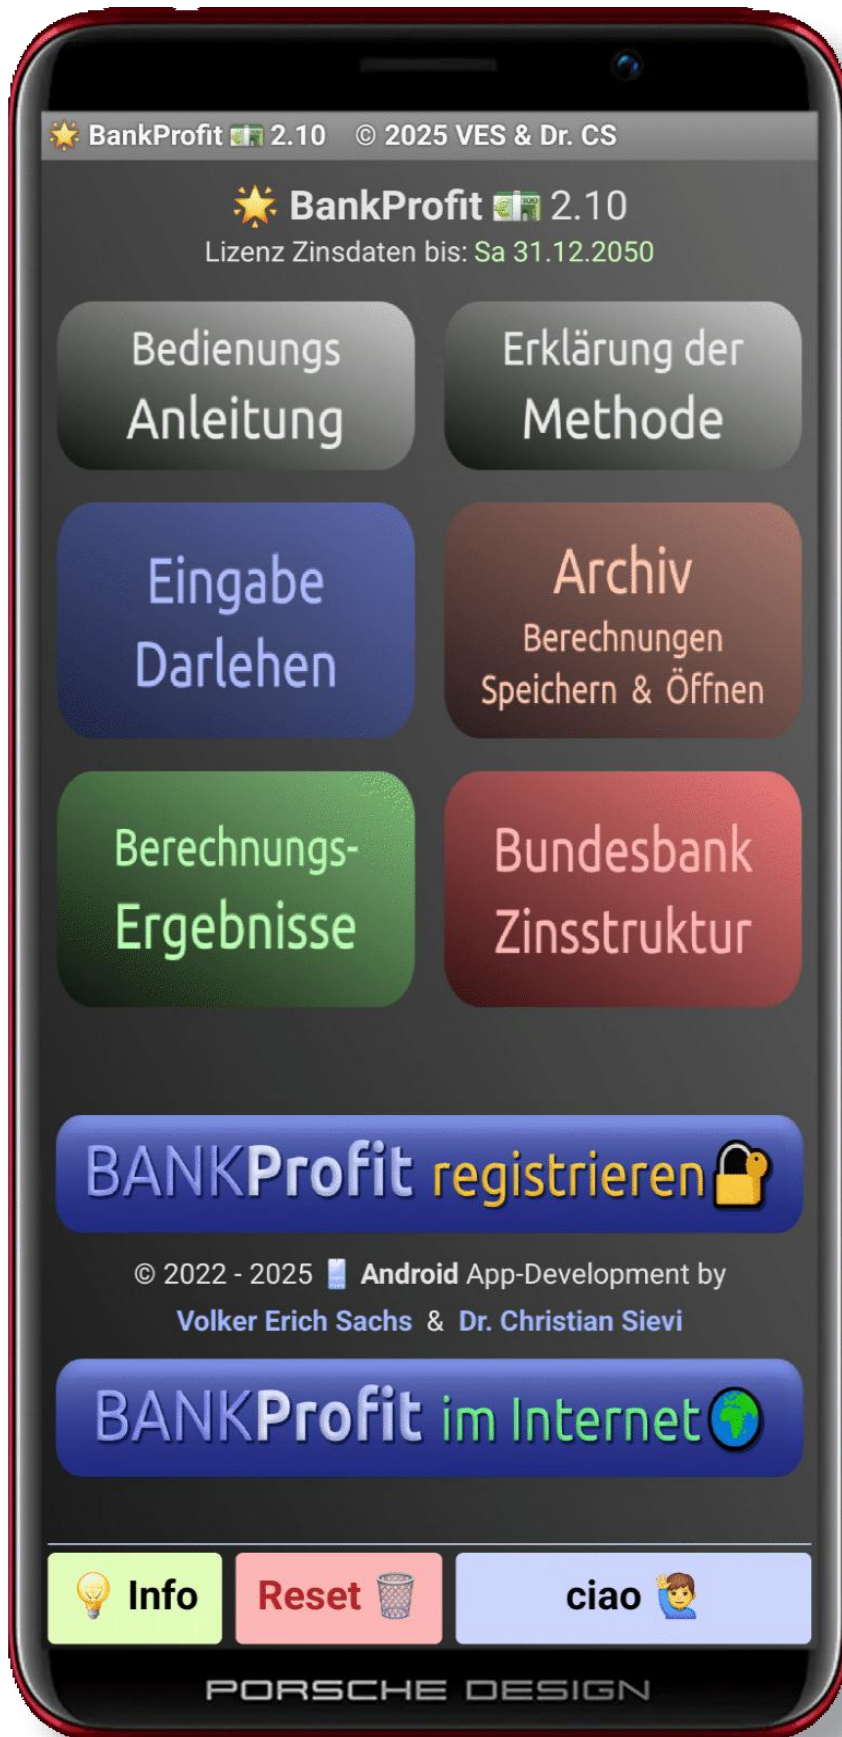 🌟 BankProfit 💶 2.10 © 2025 VES & Dr. CS
🌟 BankProfit 💶 2.10
Lizenz Zinsdaten bis: Sa 31.12.2050
Bedienungs
Anleitung
Erklärung der
Methode
Eingabe
Darlehen
Archiv
Berechnungen
Speichern & Öffnen
Berechnungs-
Ergebnisse
Bundesbank
Zinsstruktur
BANKProfit registrieren
© 2022 - 2025 📱 Android App-Development by
Volker Erich Sachs & Dr. Christian Sievi
BANKProfit im Internet
💡 Info
Reset 🗑️
ciao 🙋‍♂️
PORSCHE DESIGN